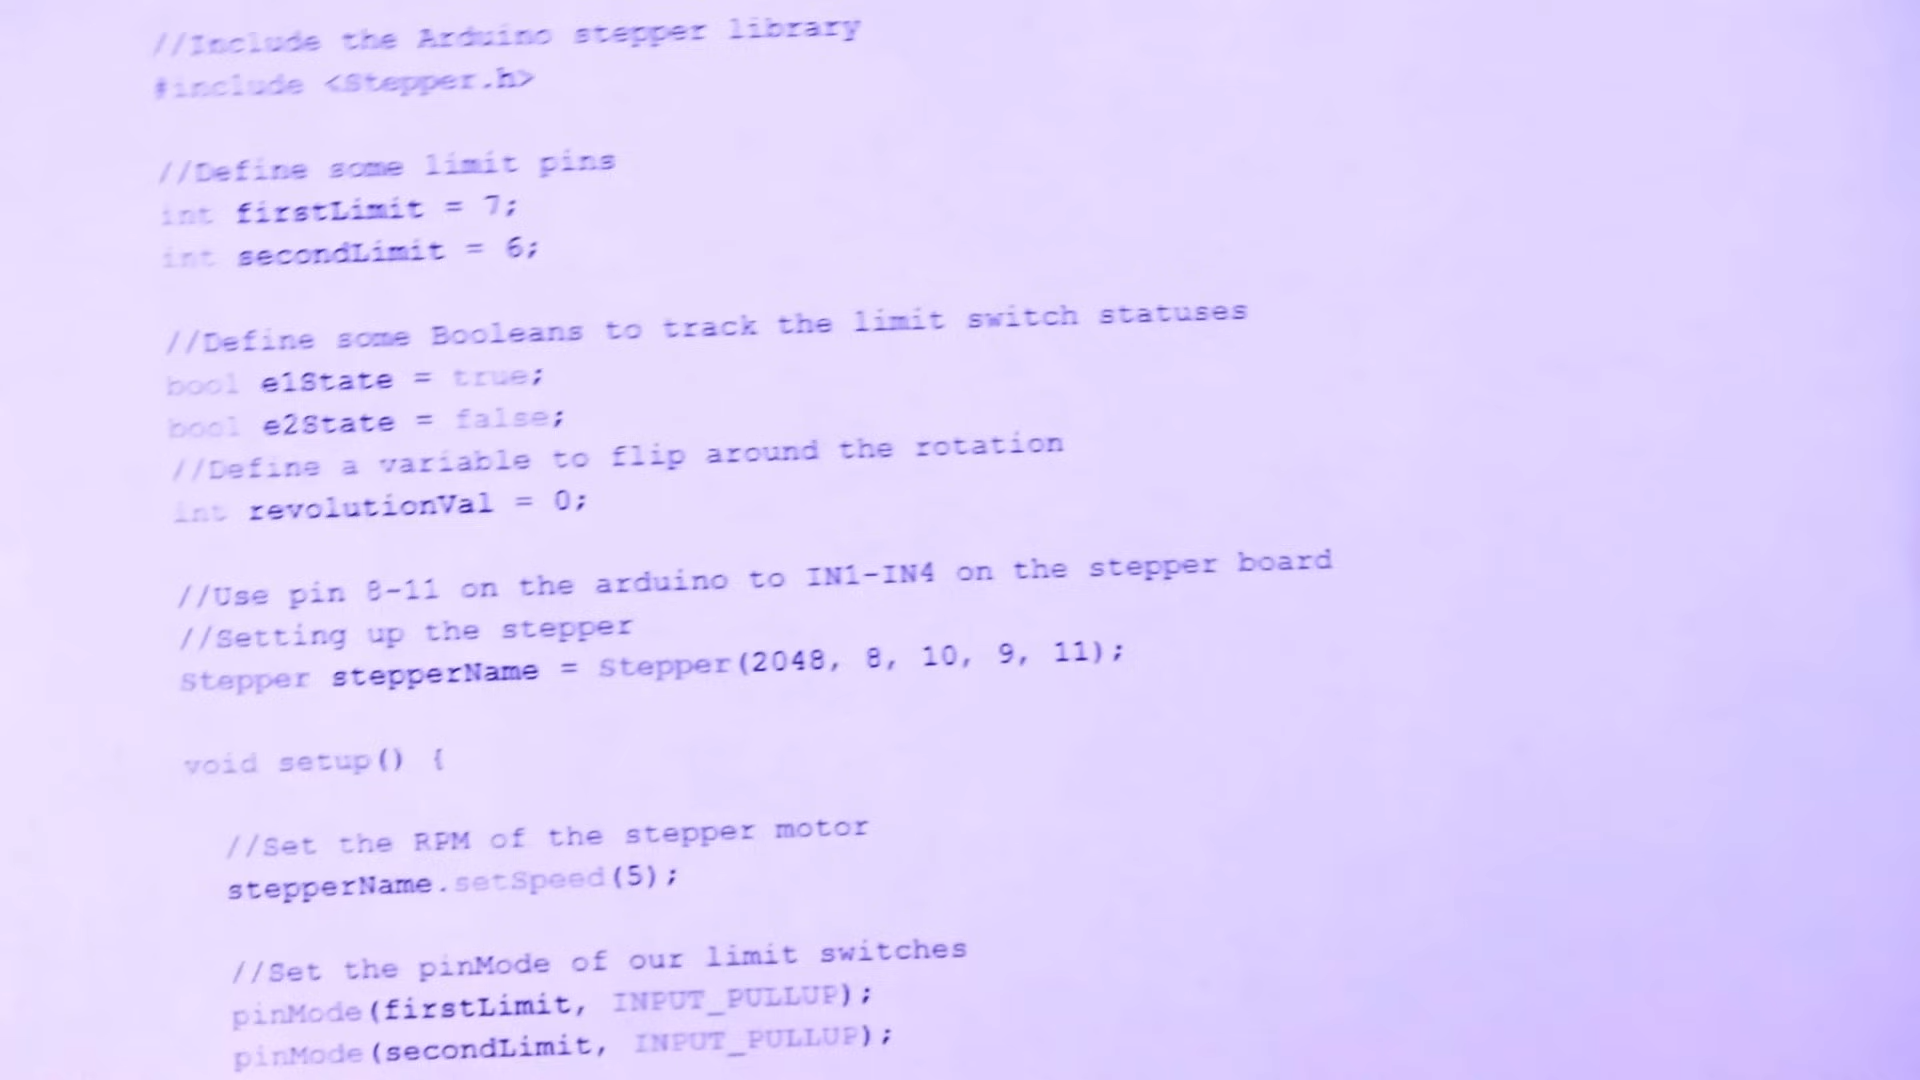 //Include the Arduino stepper library
#include <Stepper.h>
//Define some limit pins
int firstLimit = 7;
int secondLimit = 6;
//Define some Booleans to track the limit switch statuses
bool e1State = true;
bool e2State = false;
//Define a variable to flip around the rotation
int revolutionVal = 0;
//Use pin 8-11 on the arduino to IN1-IN4 on the stepper board
//Setting up the stepper
Stepper stepperName = Stepper(2048, 8, 10, 9, 11);
void setup() {
//Set the RPM of the stepper motor
stepperName.setSpeed(5);
//Set the pinMode of our limit switches
pinMode(firstLimit, INPUT_PULLUP);
pinMode(secondLimit, INPUT_PULLUP);